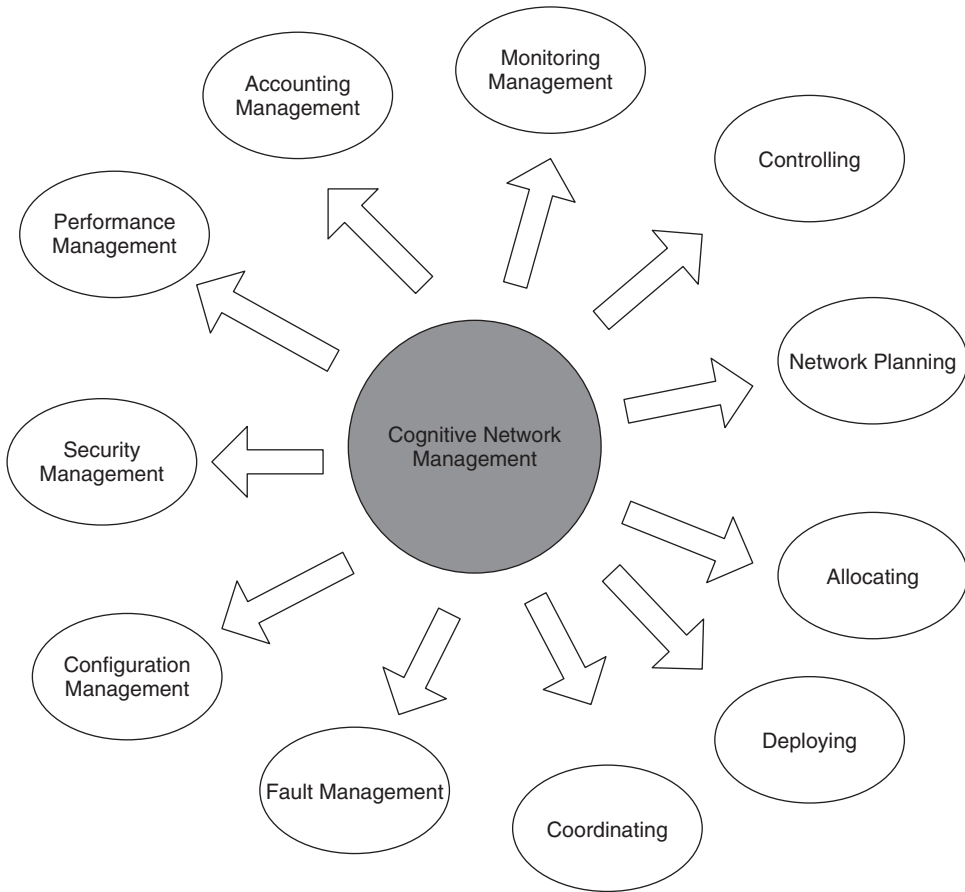 Monitoring
Management
Accounting
Management
Controlling
Performance
Management
Network Planning
Cognitive Network
Management
Security
Management
Allocating
Configuration
Management
Deploying
Fault Management
Coordinating